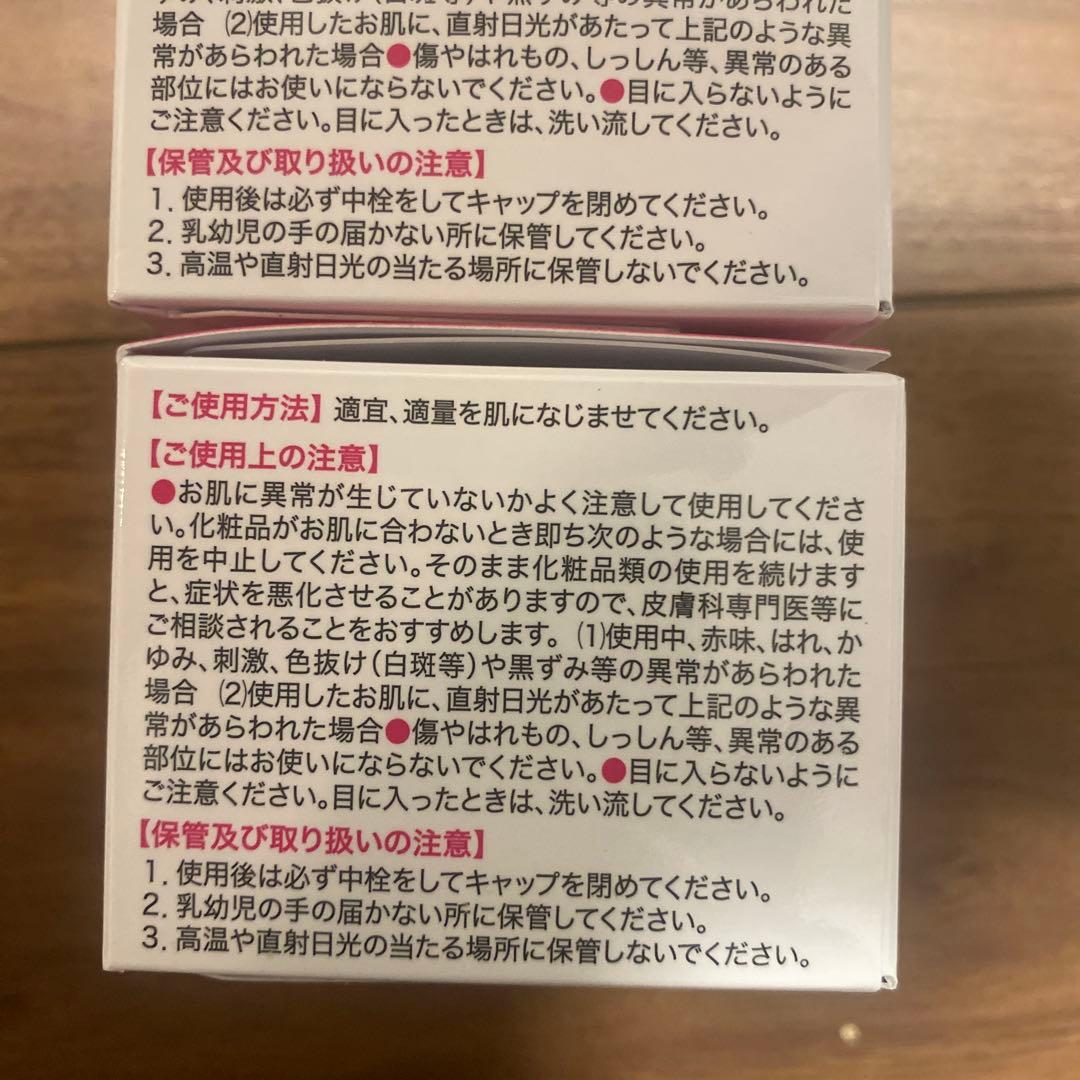 ゆみ、刺激、色抜け(白斑等)や黒ずみ等の異常があらわれた
場合 ⑵使用したお肌に、直射日光があたって上記のような異
常があらわれた場合●傷やはれもの、しっしん等、異常のある
部位にはお使いにならないでください。●目に入らないように
ご注意ください。目に入ったときは、洗い流してください。
【保管及び取り扱いの注意】
1. 使用後は必ず中栓をしてキャップを閉めてください。
2. 乳幼児の手の届かない所に保管してください。
3. 高温や直射日光の当たる場所に保管しないでください。
【ご使用方法】適宜、適量を肌になじませてください。
【ご使用上の注意】
●お肌に異常が生じていないかよく注意して使用してくださ
い。化粧品がお肌に合わないとき即ち次のような場合には、使
用を中止してください。そのまま化粧品類の使用を続けます
と、症状を悪化させることがありますので、皮膚科専門医等に
ご相談されることをおすすめします。⑴使用中、赤味、はれ、か
ゆみ、刺激、色抜け(白斑等)や黒ずみ等の異常があらわれた
場合 ⑵使用したお肌に、直射日光があたって上記のような異
常があらわれた場合●傷やはれもの、しっしん等、異常のある
部位にはお使いにならないでください。●目に入らないように
ご注意ください。目に入ったときは、洗い流してください。
【保管及び取り扱いの注意】
1. 使用後は必ず中栓をしてキャップを閉めてください。
2. 乳幼児の手の届かない所に保管してください。
3. 高温や直射日光の当たる場所に保管しないでください。